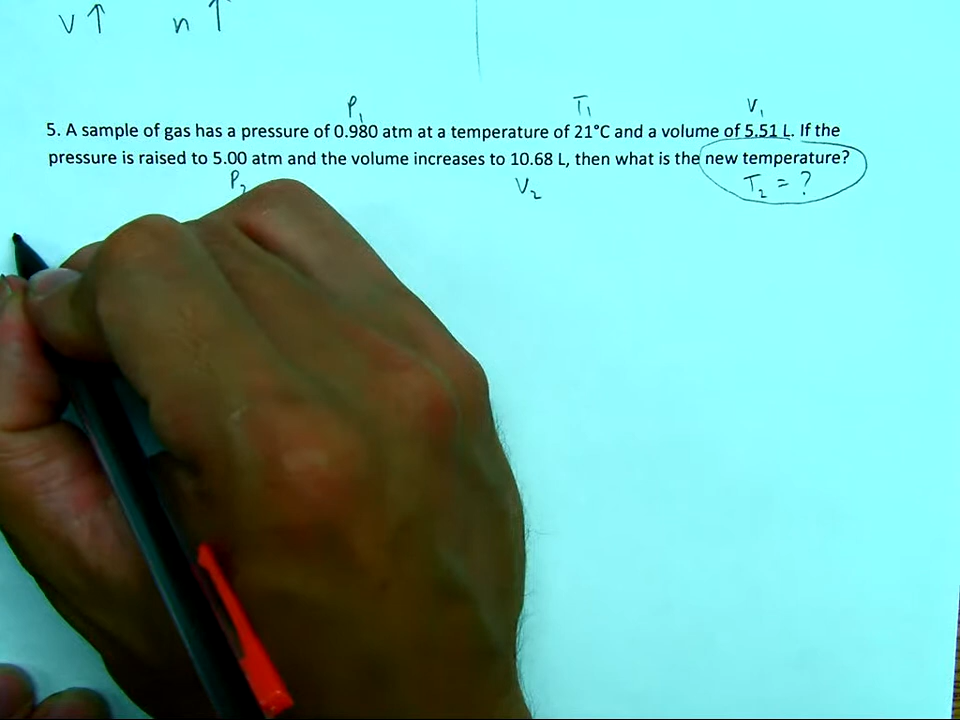 V ↑ n ↑
P₁ T₁ V₁
5. A sample of gas has a pressure of 0.980 atm at a temperature of 21°C and a volume of 5.51 L. If the
pressure is raised to 5.00 atm and the volume increases to 10.68 L, then what is the new temperature?
P₂ V₂ T₂ = ?